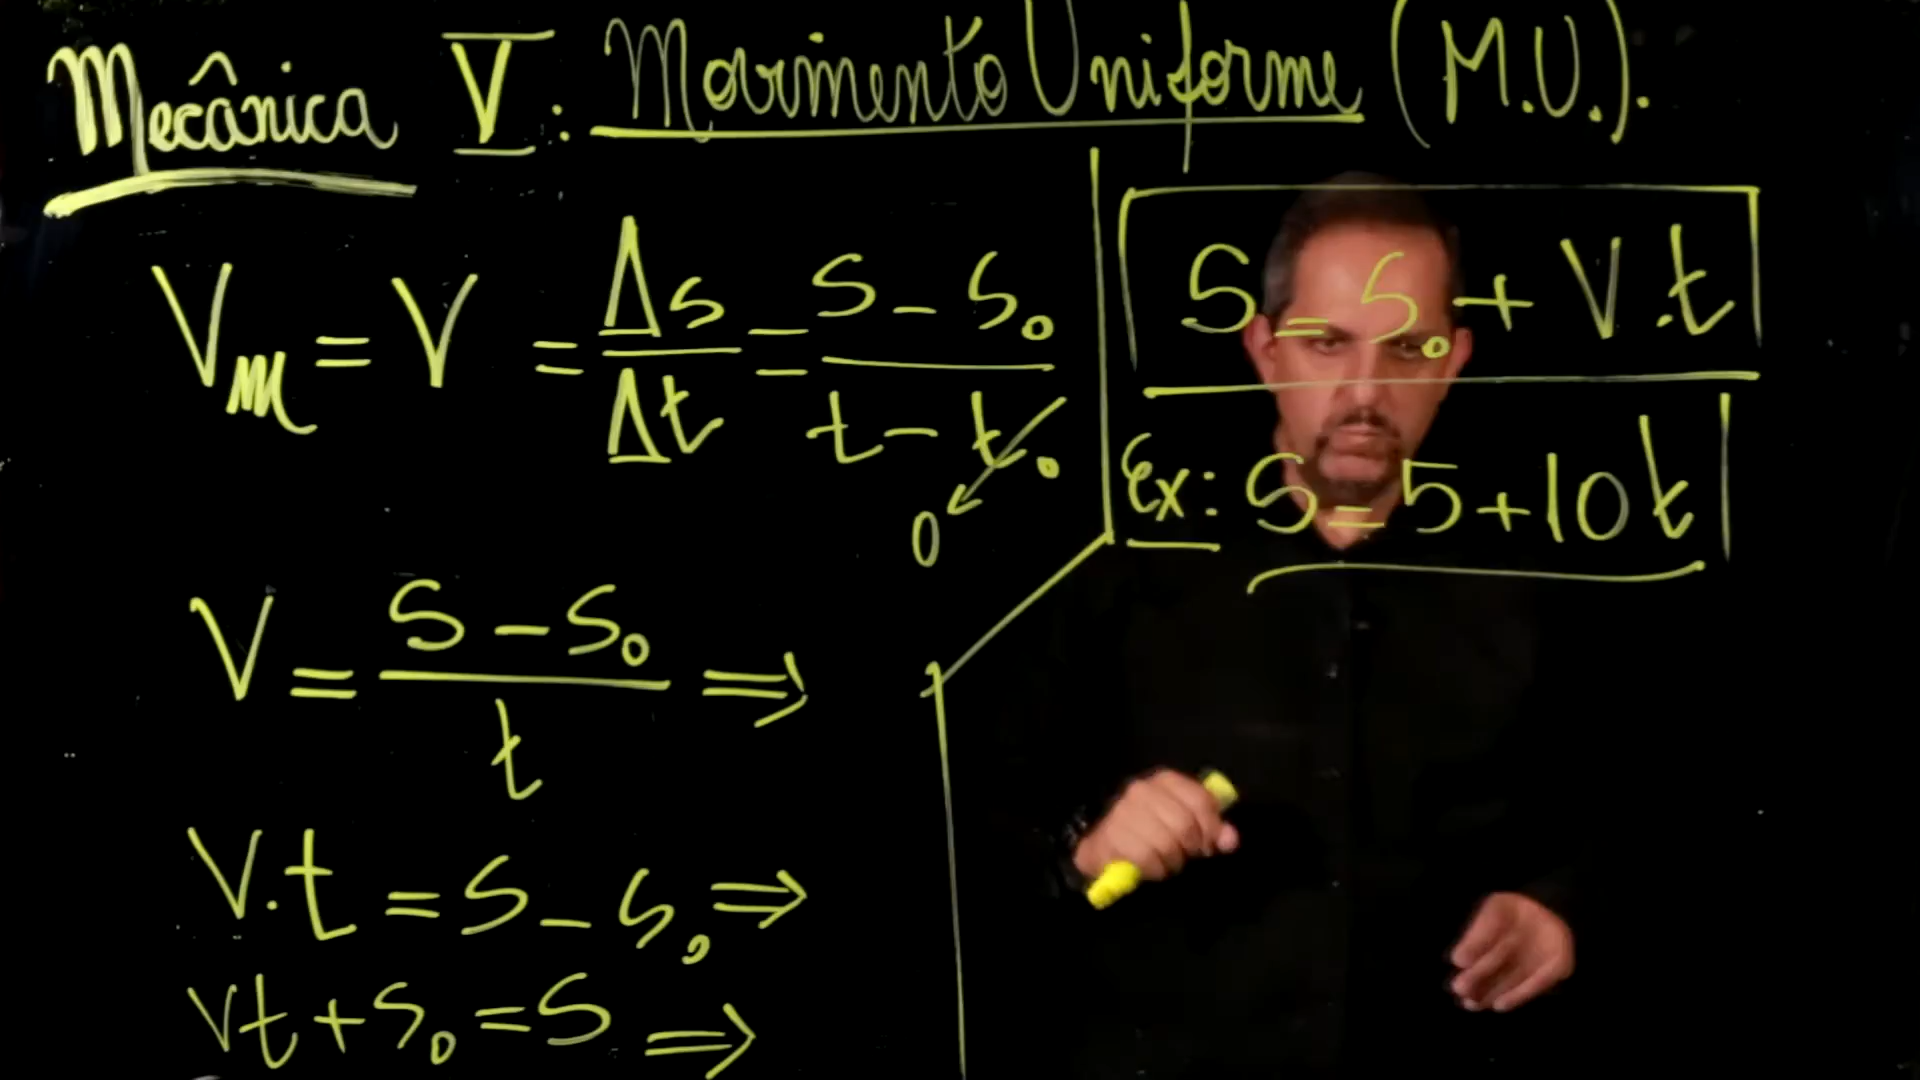 Mecânica V: Movimento Uniforme (M.U.).
Vm = V = Δs/Δt = S - S₀/t - t₀
0
V = S - S₀/t ⇒
V.t = S - S₀ ⇒
Vt + S₀ = S ⇒
S = S₀ + V.t
Ex: S = 5 + 10t